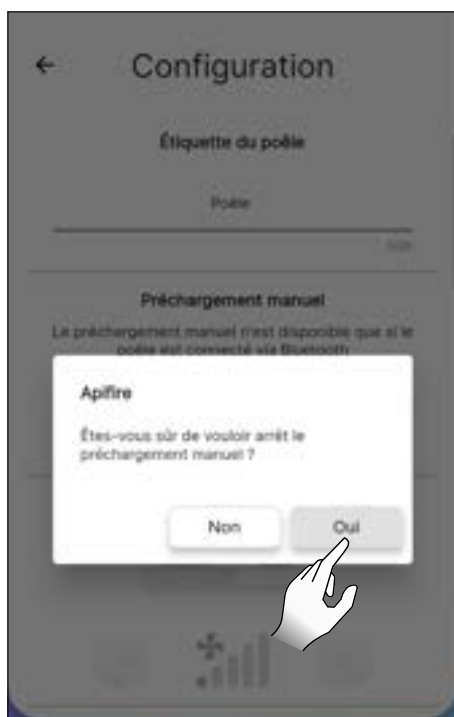 Configuration
Étiquette du poêle
Poêle
Préchargement manuel
Le préchargement manuel n'est disponible que si le
poêle est connecté via Bluetooth
Apifire
Êtes-vous sûr de vouloir arrêt le
préchargement manuel ?
Non
Oui